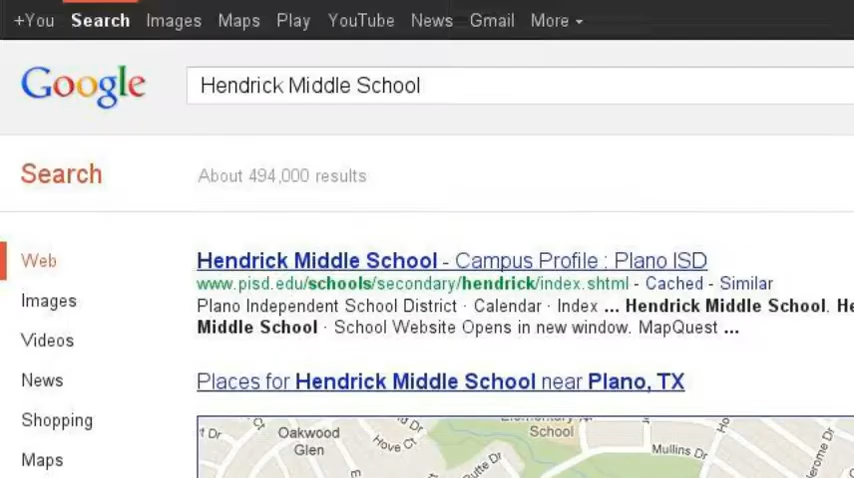 +You Search Images Maps Play YouTube News Gmail More
Google
Hendrick Middle School
Search
About 494,000 results
Web
Images
Videos
News
Shopping
Maps
Hendrick Middle School - Campus Profile : Plano ISD
www.pisd.edu/schools/secondary/hendrick/index.shtml - Cached - Similar
Plano Independent School District · Calendar · Index ... Hendrick Middle School. He
Middle School · School Website Opens in new window. MapQuest ...
Places for Hendrick Middle School near Plano, TX
t Dr
Oakwood
Glen
Ct
Hove Ct.
School
Mullins Dr